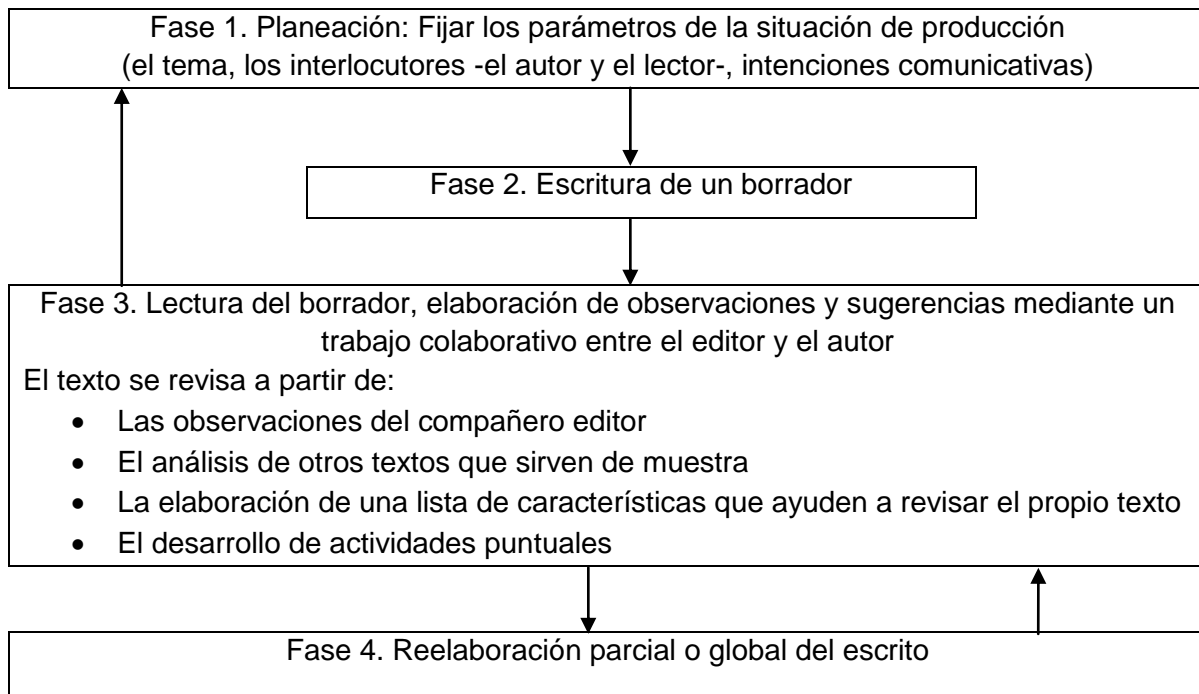 Fase 1. Planeación: Fijar los parámetros de la situación de producción
(el tema, los interlocutores -el autor y el lector-, intenciones comunicativas)
Fase 2. Escritura de un borrador
Fase 3. Lectura del borrador, elaboración de observaciones y sugerencias mediante un
trabajo colaborativo entre el editor y el autor
El texto se revisa a partir de:
• Las observaciones del compañero editor
• El análisis de otros textos que sirven de muestra
• La elaboración de una lista de características que ayuden a revisar el propio texto
• El desarrollo de actividades puntuales
Fase 4. Reelaboración parcial o global del escrito